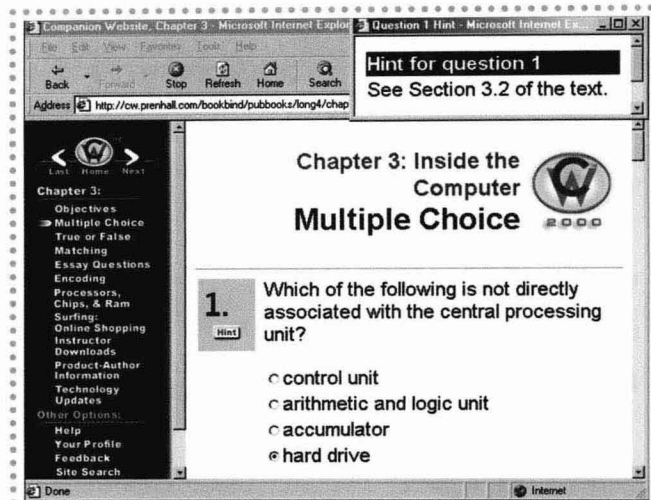 Companion Website, Chapter 3 - Microsoft Internet Explor
Question 1 Hint - Microsoft Internet Ex...
File Edit View Favorites Tools Help
Back Forward Stop Refresh Home Search
Address http://cw.prenhall.com/bookbind/pubbooks/long4/chap
Hint for question 1
See Section 3.2 of the text.
Last Home Next
Chapter 3:
Objectives
Multiple Choice
True or False
Matching
Essay Questions
Encoding
Processors,
Chips, & Ram
Surfing:
Online Shopping
Instructor
Downloads
Product-Author
Information
Technology
Updates
Other Options:
Help
Your Profile
Feedback
Site Search
Chapter 3: Inside the
Computer
Multiple Choice
CW
2000
1.
Hint
Which of the following is not directly
associated with the central processing
unit?
control unit
arithmetic and logic unit
accumulator
hard drive
Done
Internet